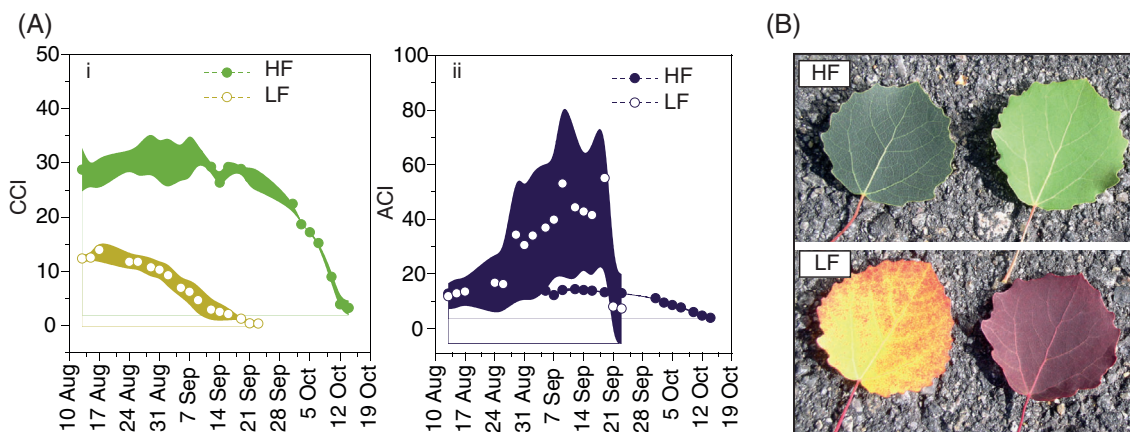 (A)
(B)
i
HF
LF
CCI
50
40
30
20
10
0
10 Aug
17 Aug
24 Aug
31 Aug
7 Sep
14 Sep
21 Sep
28 Sep
5 Oct
12 Oct
19 Oct
ii
HF
LF
ACI
100
80
60
40
20
0
10 Aug
17 Aug
24 Aug
31 Aug
7 Sep
14 Sep
21 Sep
28 Sep
5 Oct
12 Oct
19 Oct
HF
LF